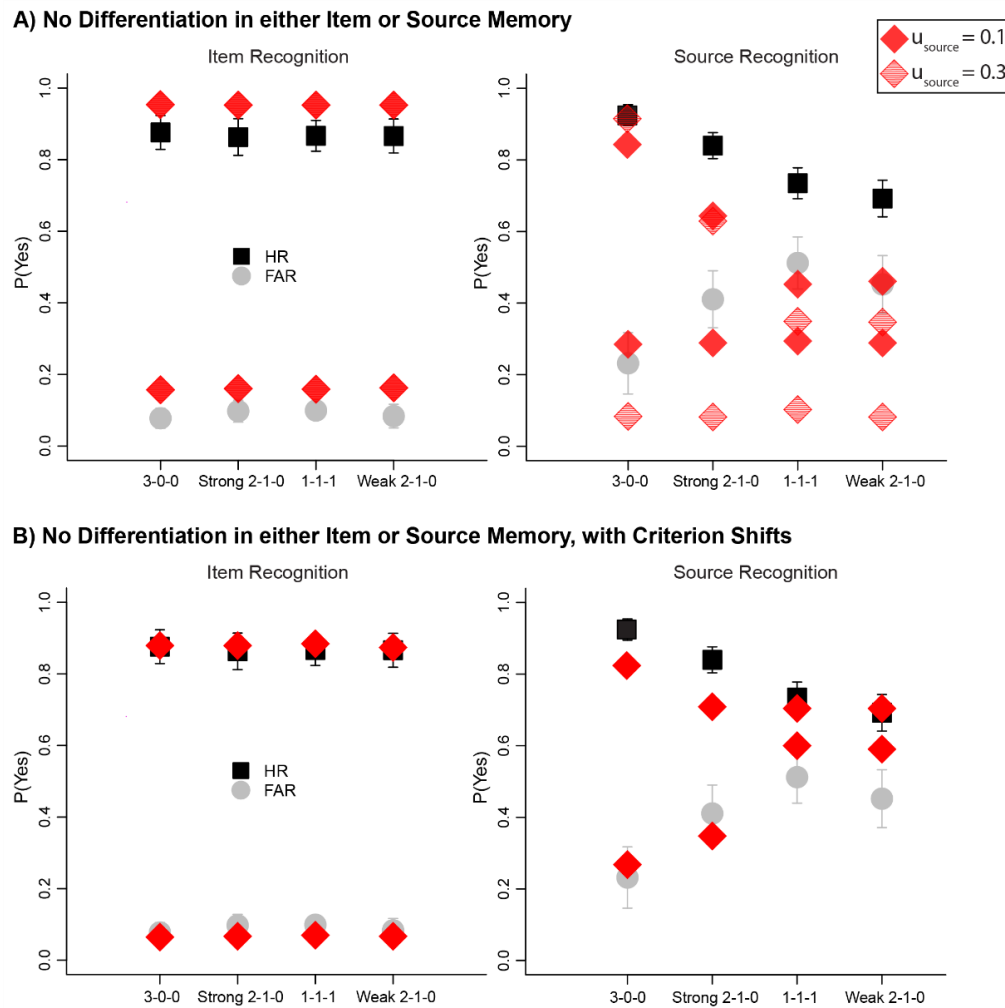 A) No Differentiation in either Item or Source Memory
u source = 0.1
u source = 0.3
Item Recognition
Source Recognition
P(Yes)
1.0
0.8
0.6
0.4
0.2
0.0
HR
FAR
3-0-0 Strong 2-1-0 1-1-1 Weak 2-1-0
P(Yes)
1.0
0.8
0.6
0.4
0.2
0.0
3-0-0 Strong 2-1-0 1-1-1 Weak 2-1-0
B) No Differentiation in either Item or Source Memory, with Criterion Shifts
Item Recognition
Source Recognition
P(Yes)
1.0
0.8
0.6
0.4
0.2
0.0
HR
FAR
3-0-0 Strong 2-1-0 1-1-1 Weak 2-1-0
P(Yes)
1.0
0.8
0.6
0.4
0.2
0.0
3-0-0 Strong 2-1-0 1-1-1 Weak 2-1-0